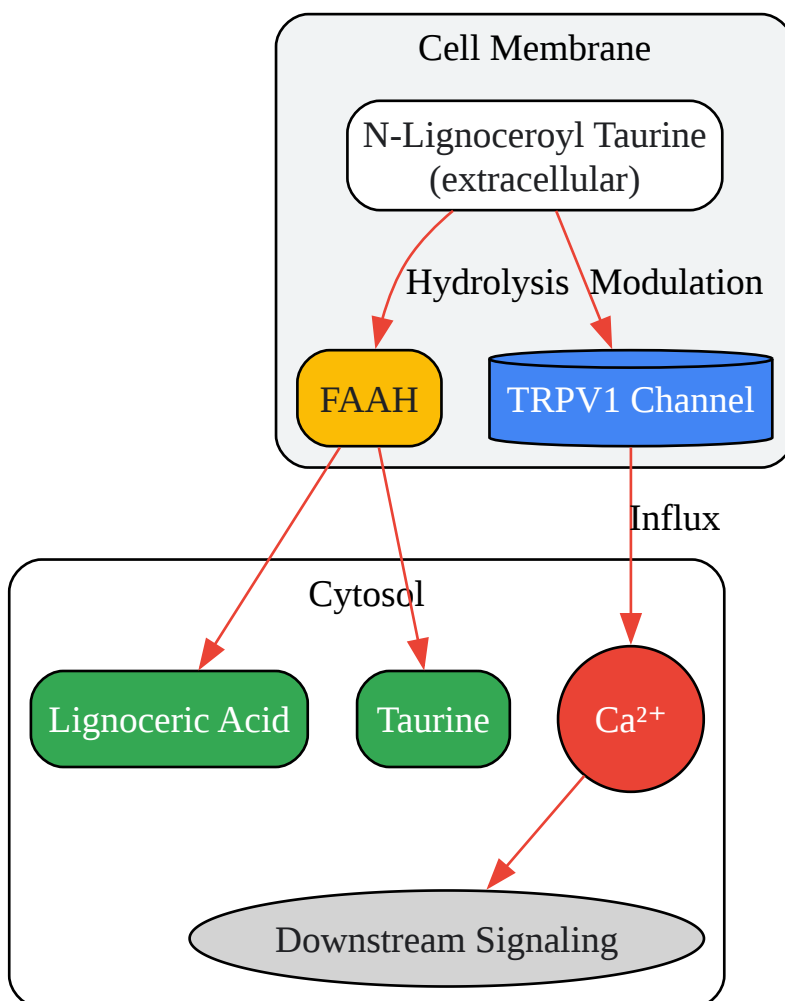 Cell Membrane
N-Lignoceroyl Taurine
(extracellular)
Hydrolysis
Modulation
FAAH
TRPV1 Channel
Influx
Cytosol
Lignoceric Acid
Taurine
Ca²⁺
Downstream Signaling